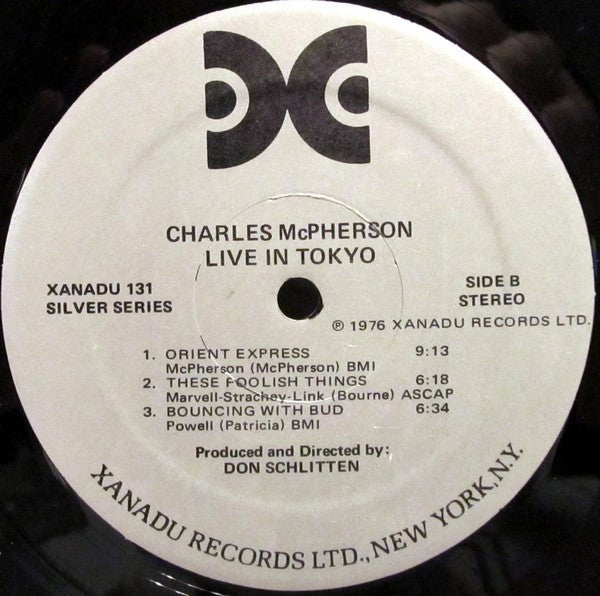 CHARLES McPHERSON
LIVE IN TOKYO
XANADU 131
SILVER SERIES
SIDE B
STEREO
℗ 1976 XANADU RECORDS LTD.
1. ORIENT EXPRESS 9:13
McPherson (McPherson) BMI
2. THESE FOOLISH THINGS 6:18
Marvell-Strachey-Link (Bourne) ASCAP
3. BOUNCING WITH BUD 6:34
Powell (Patricia) BMI
Produced and Directed by:
DON SCHLITTEN
XANADU RECORDS LTD., NEW YORK, N.Y.